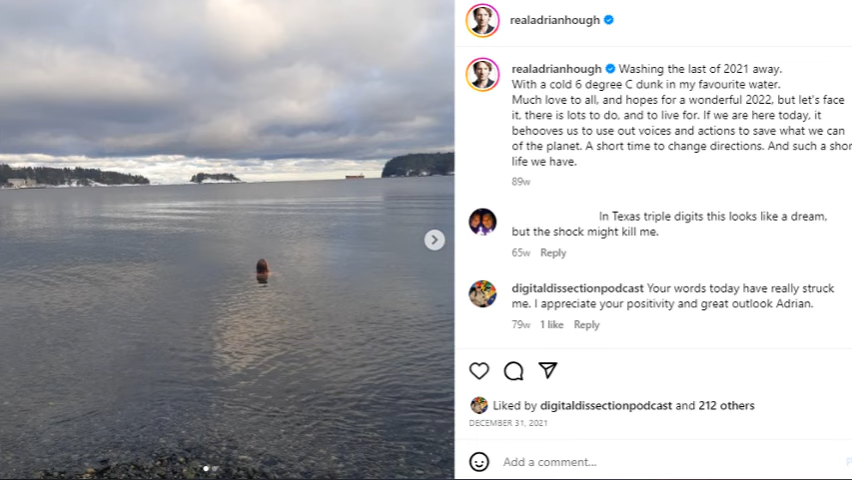 realadrianhough
realadrianhough Washing the last of 2021 away.
With a cold 6 degree C dunk in my favourite water.
Much love to all, and hopes for a wonderful 2022, but let's face
it, there is lots to do, and to live for. If we are here today, it
behooves us to use out voices and actions to save what we can
of the planet. A short time to change directions. And such a shor
life we have.
89w
In Texas triple digits this looks like a dream,
but the shock might kill me.
65w Reply
digitaldissectionpodcast Your words today have really struck
me. I appreciate your positivity and great outlook Adrian.
79w 1 like Reply
Liked by digitaldissectionpodcast and 212 others
DECEMBER 31, 2021
Add a comment...
P